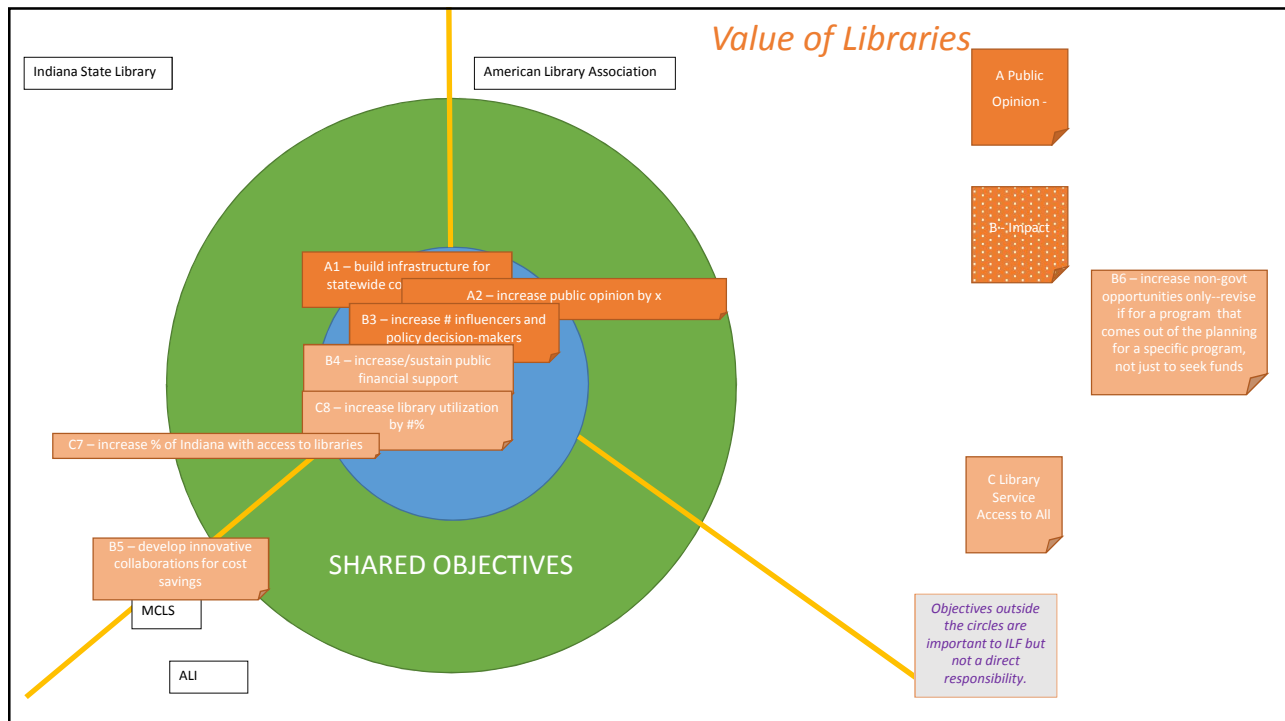 Value of Libraries
Indiana State Library
American Library Association
A Public
Opinion -
B - Impact
A1 – build infrastructure for
statewide co
A2 – increase public opinion by x
B3 – increase # influencers and
policy decision-makers
B4 – increase/sustain public
financial support
C8 – increase library utilization
by #%
C7 – increase % of Indiana with access to libraries
B6 – increase non-govt
opportunities only--revise
if for a program that
comes out of the planning
for a specific program,
not just to seek funds
C Library
Service
Access to All
B5 – develop innovative
collaborations for cost
savings
SHARED OBJECTIVES
MCLS
ALI
Objectives outside
the circles are
important to ILF but
not a direct
responsibility.